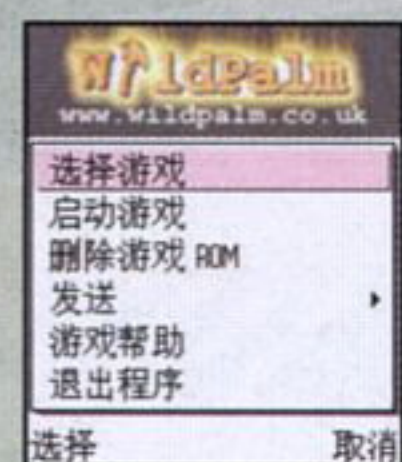 WildPalm
www.wildpalm.co.uk
选择游戏
启动游戏
删除游戏 ROM
发送
游戏帮助
退出程序
选择 取消